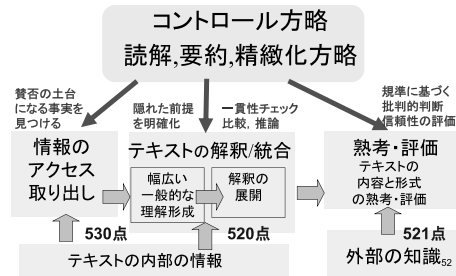 コントロール方略
読解,要約,精緻化方略
賛否の土台
になる事実を
見つける
隠れた前提
を明確化
一貫性チェック
比較,推論
規準に基づく
批判的判断
信頼性の評価
情報の
アクセス
取り出し
テキストの解釈/統合
幅広い
一般的な
理解形成
解釈の
展開
熟考・評価
テキストの
内容と形式
の熟考・評価
530点
520点
521点
テキストの内部の情報
外部の知識
52